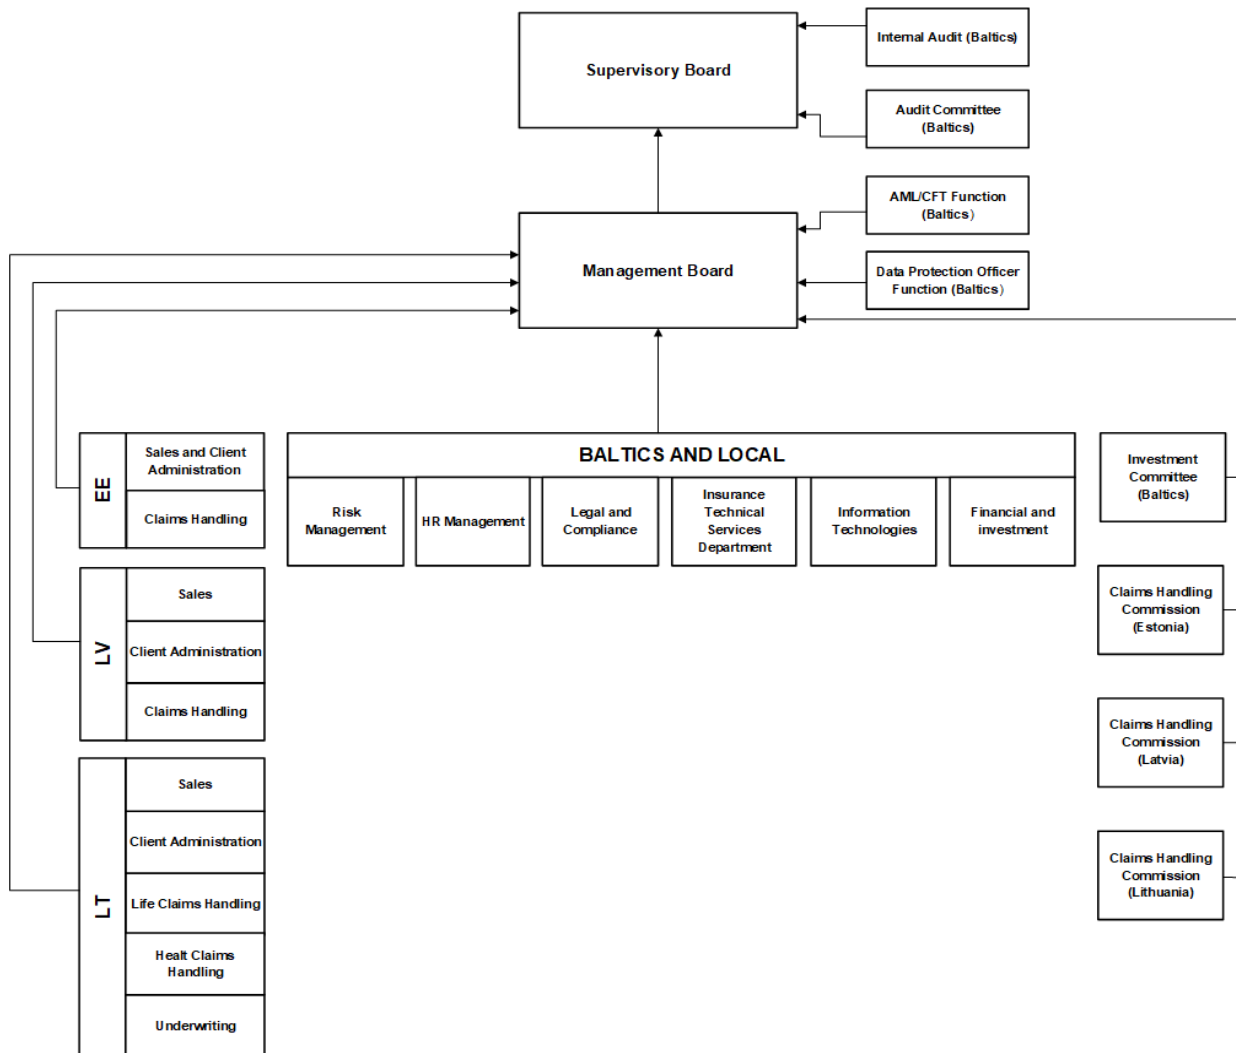 Internal Audit (Baltics)
Supervisory Board
Audit Committee
(Baltics)
AML/CFT Function
(Baltics)
Management Board
Data Protection Officer
Function (Baltics)
EE
Sales and Client
Administration
Claims Handling
BALTICS AND LOCAL
Risk
Management
HR Management
Legal and
Compliance
Insurance
Technical
Services
Department
Information
Technologies
Financial and
investment
Investment
Committee
(Baltics)
LV
Sales
Client Administration
Claims Handling
Claims Handling
Commission
(Estonia)
Claims Handling
Commission
(Latvia)
LT
Sales
Client Administration
Life Claims Handling
Healt Claims
Handling
Underwriting
Claims Handling
Commission
(Lithuania)